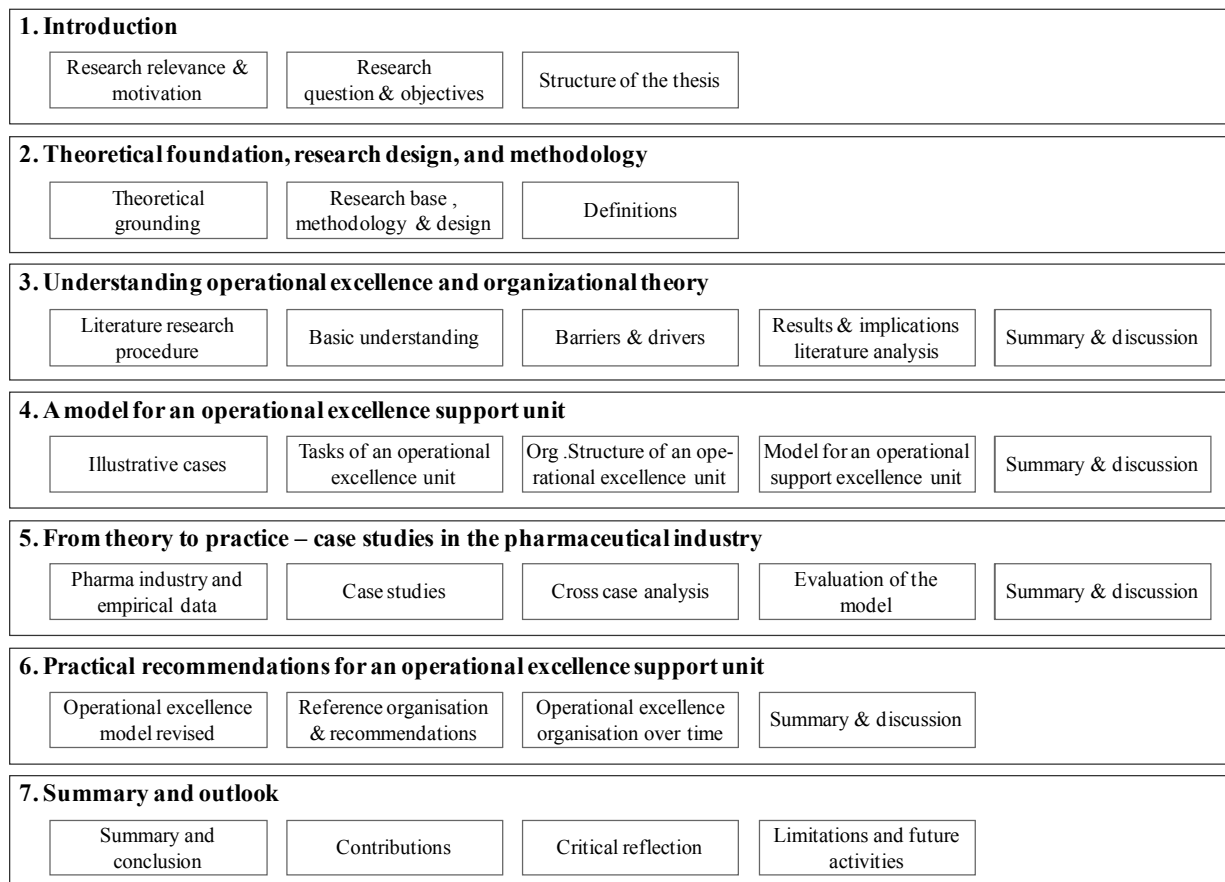 1. Introduction
Research relevance &
motivation
Research
question & objectives
Structure of the thesis
2. Theoretical foundation, research design, and methodology
Theoretical
grounding
Research base ,
methodology & design
Definitions
3. Understanding operational excellence and organizational theory
Literature research
procedure
Basic understanding
Barriers & drivers
Results & implications
literature analysis
Summary & discussion
4. A model for an operational excellence support unit
Illustrative cases
Tasks of an operational
excellence unit
Org .Structure of an ope-
rational excellence unit
Model for an operational
support excellence unit
Summary & discussion
5. From theory to practice – case studies in the pharmaceutical industry
Pharma industry and
empirical data
Case studies
Cross case analysis
Evaluation of the
model
Summary & discussion
6. Practical recommendations for an operational excellence support unit
Operational excellence
model revised
Reference organisation
& recommendations
Operational excellence
organisation over time
Summary & discussion
7. Summary and outlook
Summary and
conclusion
Contributions
Critical reflection
Limitations and future
activities